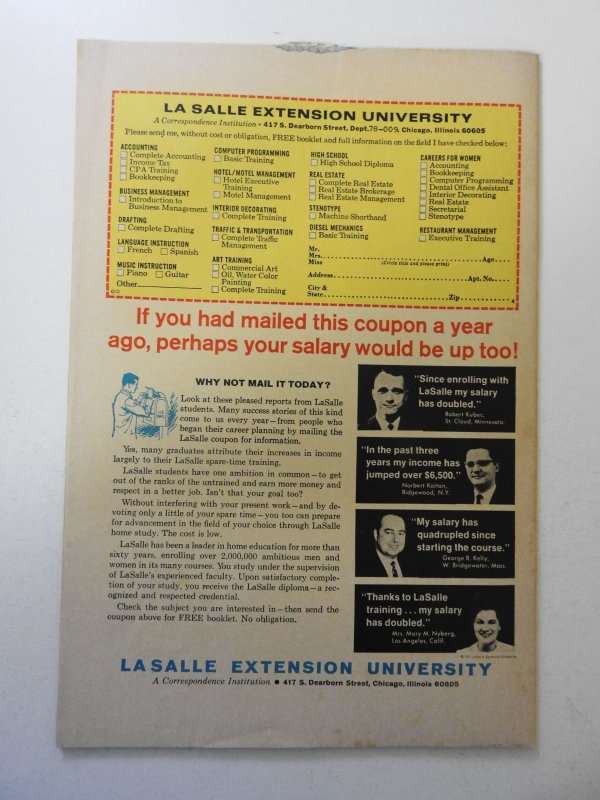 LA SALLE EXTENSION UNIVERSITY
A Correspondence Institution • 417 S. Dearborn Street, Dept. 78-009, Chicago, Illinois 60605
Please send me, without cost or obligation, FREE booklet and full information on the field I have checked below:
ACCOUNTING
Complete Accounting
Income Tax
CPA Training
Bookkeeping
BUSINESS MANAGEMENT
Introduction to
Business Management
DRAFTING
Complete Drafting
LANGUAGE INSTRUCTION
French Spanish
MUSIC INSTRUCTION
Piano Guitar
Other
610
COMPUTER PROGRAMMING
Basic Training
HOTEL/MOTEL MANAGEMENT
Hotel Executive
Training
Motel Management
INTERIOR DECORATING
Complete Training
TRAFFIC & TRANSPORTATION
Complete Traffic
Management
ART TRAINING
Commercial Art
Oil, Water Color
Painting
Complete Training
HIGH SCHOOL
High School Diploma
REAL ESTATE
Complete Real Estate
Real Estate Brokerage
Real Estate Management
STENOTYPE
Machine Shorthand
DIESEL MECHANICS
Basic Training
CAREERS FOR WOMEN
Accounting
Bookkeeping
Computer Programming
Dental Office Assistant
Interior Decorating
Real Estate
Secretarial
Stenotype
RESTAURANT MANAGEMENT
Executive Training
Mr.
Mrs. Age
Miss (Circle title and please print)
Address Apt. No.
City &
State Zip 4
If you had mailed this coupon a year
ago, perhaps your salary would be up too!
WHY NOT MAIL IT TODAY?
Look at these pleased reports from LaSalle
students. Many success stories of this kind
come to us every year—from people who
began their career planning by mailing the
LaSalle coupon for information.
Yes, many graduates attribute their increases in income
largely to their LaSalle spare-time training.
LaSalle students have one ambition in common—to get
out of the ranks of the untrained and earn more money and
respect in a better job. Isn't that your goal too?
Without interfering with your present work—and by de-
voting only a little of your spare time—you too can prepare
for advancement in the field of your choice through LaSalle
home study. The cost is low.
LaSalle has been a leader in home education for more than
sixty years, enrolling over 2,000,000 ambitious men and
women in its many courses. You study under the supervision
of LaSalle's experienced faculty. Upon satisfactory comple-
tion of your study, you receive the LaSalle diploma—a rec-
ognized and respected credential.
Check the subject you are interested in—then send the
coupon above for FREE booklet. No obligation.
"Since enrolling with
LaSalle my salary
has doubled."
Robert Kubec,
St. Cloud, Minnesota.
"In the past three
years my income has
jumped over $6,500."
Norbert Kaitan,
Ridgewood, N.Y.
"My salary has
quadrupled since
starting the course."
George R. Kelly,
W. Bridgewater, Mass.
"Thanks to LaSalle
training . . . my salary
has doubled."
Mrs. Mary M. Nyberg,
Los Angeles, Calif.
LaSalle Extension University
LA SALLE EXTENSION UNIVERSITY
A Correspondence Institution • 417 S. Dearborn Street, Chicago, Illinois 60605